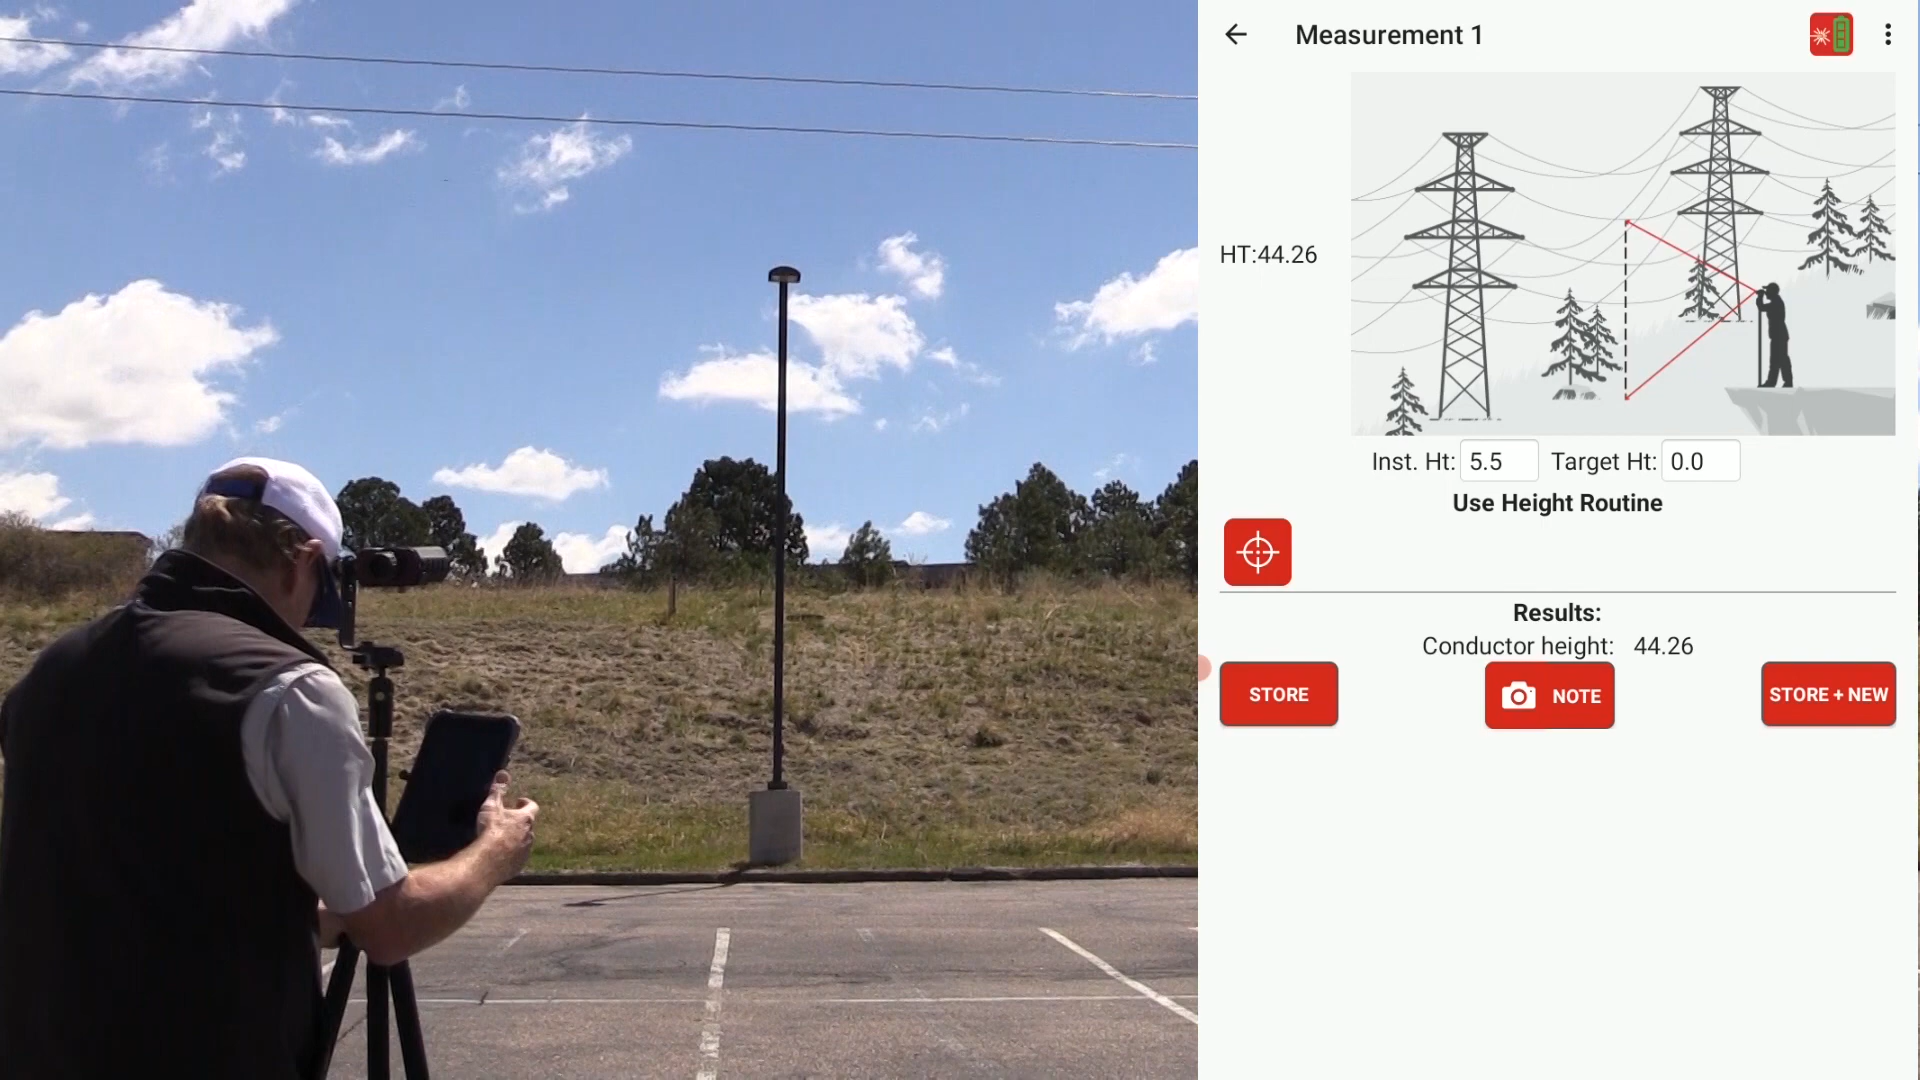 Measurement 1
HT:44.26
Inst. Ht: 5.5 Target Ht: 0.0
Use Height Routine
Results:
Conductor height: 44.26
STORE NOTE STORE + NEW